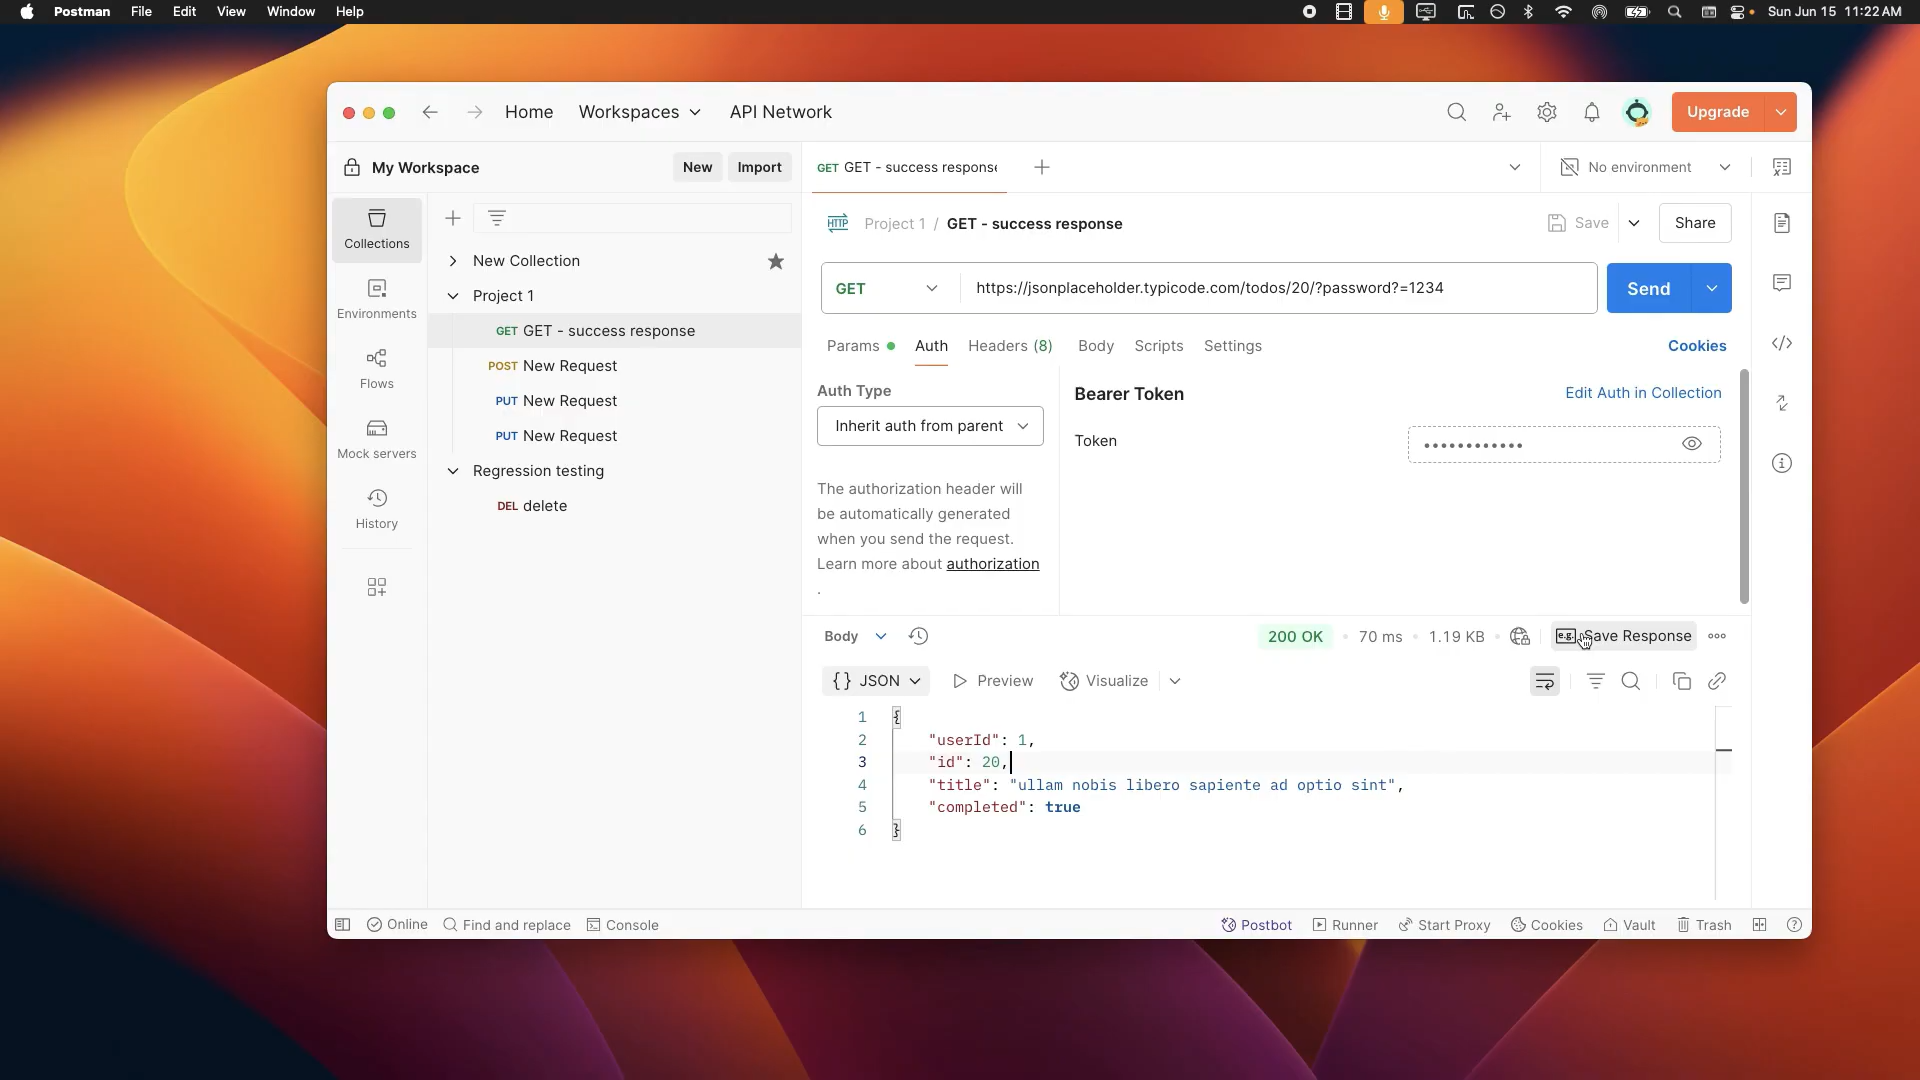 Postman File Edit View Window Help
Sun Jun 15 11:22 AM
Home Workspaces API Network
Upgrade
My Workspace New Import
GET GET - success response
No environment
Collections
Environments
Flows
Mock servers
History
New Collection
Project 1
GET GET - success response
POST New Request
PUT New Request
PUT New Request
Regression testing
DEL delete
HTTP Project 1 / GET - success response
Save Share
GET https://jsonplaceholder.typicode.com/todos/20/?password?=1234 Send
Params Auth Headers (8) Body Scripts Settings Cookies
Auth Type
Inherit auth from parent
The authorization header will
be automatically generated
when you send the request.
Learn more about authorization
.
Bearer Token Edit Auth in Collection
Token ••••••••••••
Body 200 OK • 70 ms • 1.19 KB e.g. Save Response
{} JSON Preview Visualize
1 {
2 "userId": 1,
3 "id": 20,
4 "title": "ullam nobis libero sapiente ad optio sint",
5 "completed": true
6 }
Online Find and replace Console Postbot Runner Start Proxy Cookies Vault Trash